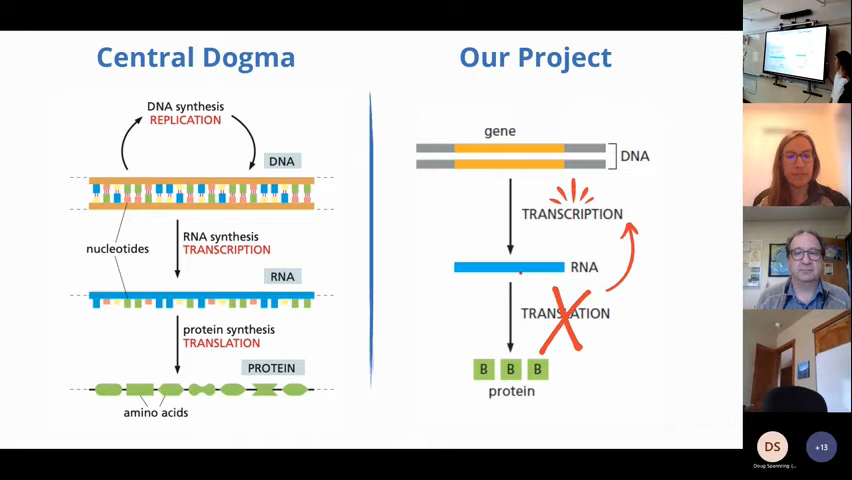 Central Dogma
DNA synthesis
REPLICATION
DNA
nucleotides
RNA synthesis
TRANSCRIPTION
RNA
protein synthesis
TRANSLATION
PROTEIN
amino acids
Our Project
gene
DNA
TRANSCRIPTION
RNA
TRANSLATION
B B B
protein
DS
+13